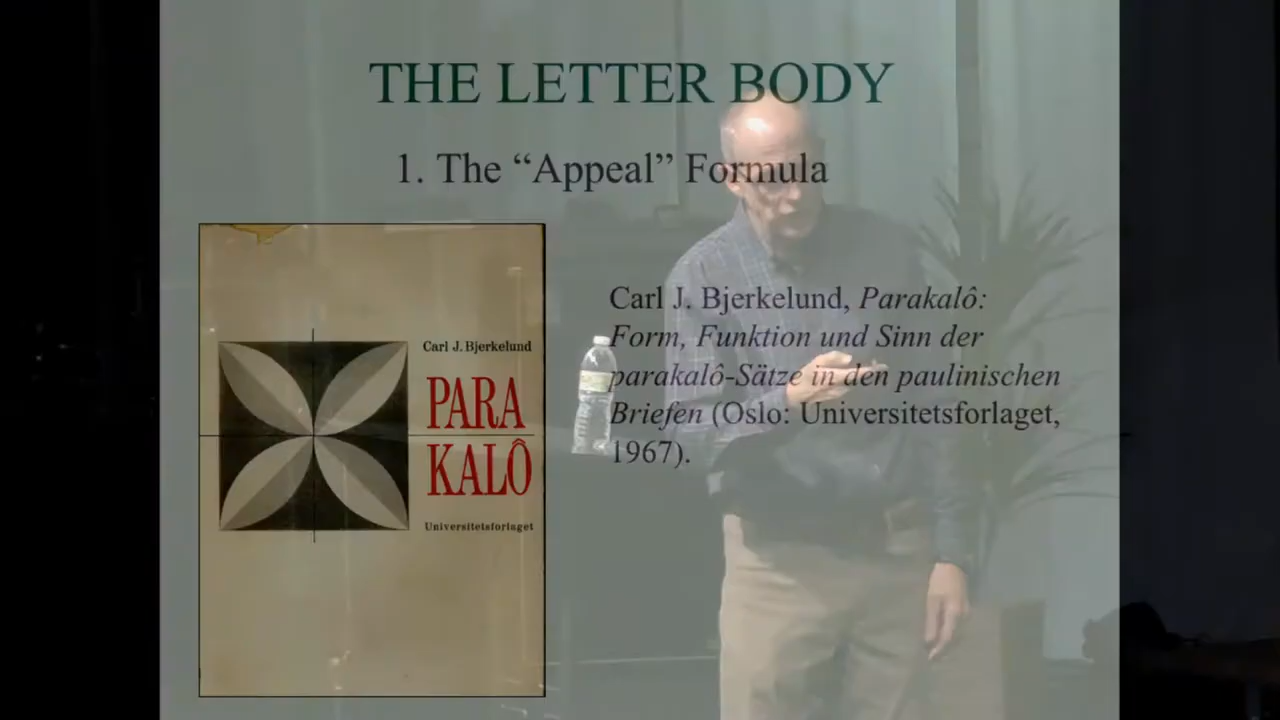 THE LETTER BODY
1. The “Appeal” Formula
Carl J. Bjerkelund
PARA
KALÔ
Universitetsforlaget
Carl J. Bjerkelund, Parakalô:
Form, Funktion und Sinn der
parakalô-Sätze in den paulinischen
Briefen (Oslo: Universitetsforlaget,
1967).